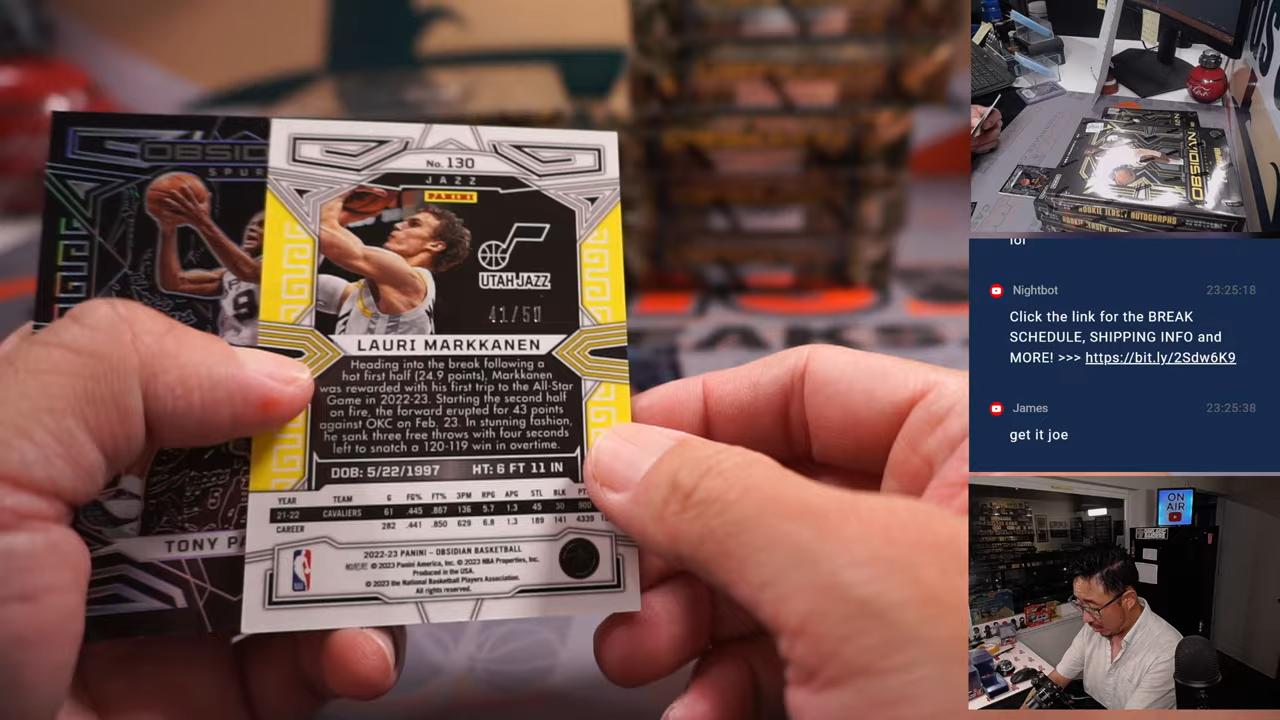 OBSID
SPUR
9
TONY PA
No. 130
JAZZ
PANINI
UTAH JAZZ
41/50
LAURI MARKKANEN
Heading into the break following a
hot first half (24.9 points), Markkanen
was rewarded with his first trip to the All-Star
Game in 2022-23. Starting the second half
on fire, the forward erupted for 43 points
against OKC on Feb. 23. In stunning fashion,
he sank three free throws with four seconds
left to snatch a 120-119 win in overtime.
DOB: 5/22/1997 HT: 6 FT 11 IN
YEAR TEAM G FG% FT% 3PM RPG APG STL BLK PT
21-22 CAVALIERS 61 .445 .867 136 5.7 1.3 45 30 900
CAREER 282 .441 .850 629 6.8 1.3 189 141 4339
2022-23 PANINI – OBSIDIAN BASKETBALL
© 2023 Panini America, Inc. © 2023 NBA Properties, Inc.
Produced in the USA.
© 2023 the National Basketball Players Association.
All rights reserved.
NBA
OBSIDIAN
ROOKIE JERSEY AUTOGRAPHS
lol
Nightbot 23:25:18
Click the link for the BREAK
SCHEDULE, SHIPPING INFO and
MORE! >>> https://bit.ly/2Sdw6K9
James 23:25:38
get it joe
ON
AIR